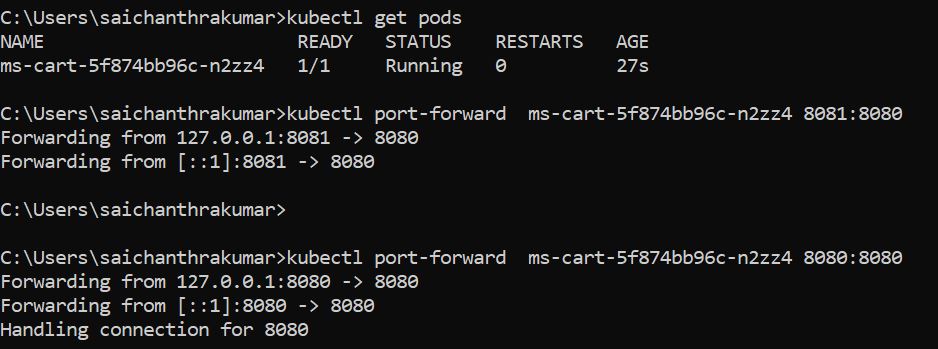 C:\Users\saichanthrakumar>kubectl get pods
NAME                       READY   STATUS    RESTARTS   AGE
ms-cart-5f874bb96c-n2zz4   1/1     Running   0          27s
C:\Users\saichanthrakumar>kubectl port-forward  ms-cart-5f874bb96c-n2zz4 8081:8080
Forwarding from 127.0.0.1:8081 -> 8080
Forwarding from [::1]:8081 -> 8080
C:\Users\saichanthrakumar>
C:\Users\saichanthrakumar>kubectl port-forward  ms-cart-5f874bb96c-n2zz4 8080:8080
Forwarding from 127.0.0.1:8080 -> 8080
Forwarding from [::1]:8080 -> 8080
Handling connection for 8080